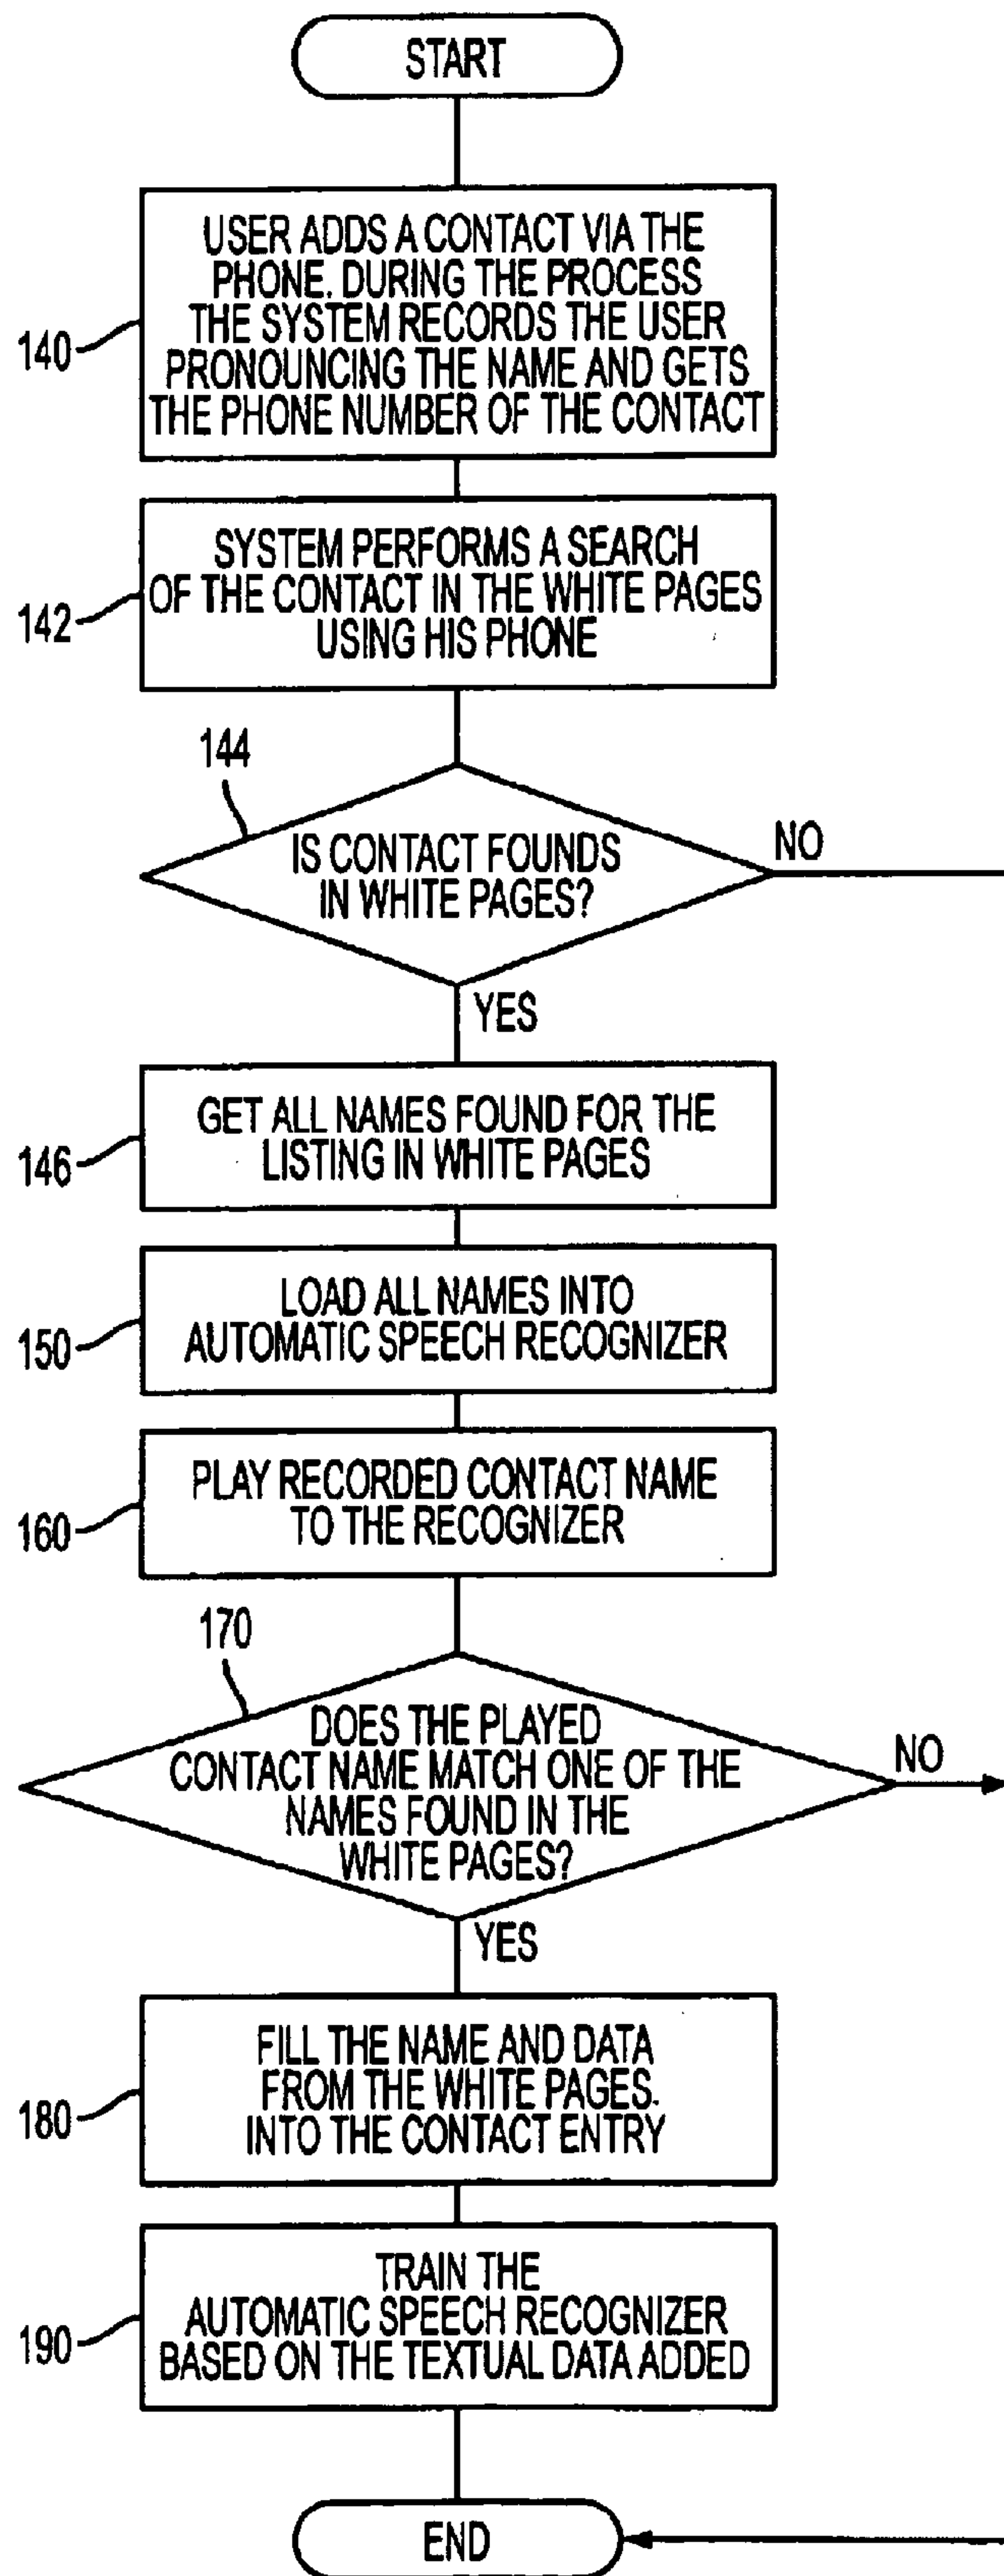 START
USER ADDS A CONTACT VIA THE
PHONE. DURING THE PROCESS
THE SYSTEM RECORDS THE USER
PRONOUNCING THE NAME AND GETS
THE PHONE NUMBER OF THE CONTACT
140
SYSTEM PERFORMS A SEARCH
OF THE CONTACT IN THE WHITE PAGES
USING HIS PHONE
142
144
IS CONTACT FOUNDS
IN WHITE PAGES?
NO
YES
GET ALL NAMES FOUND FOR THE
LISTING IN WHITE PAGES
146
LOAD ALL NAMES INTO
AUTOMATIC SPEECH RECOGNIZER
150
PLAY RECORDED CONTACT NAME
TO THE RECOGNIZER
160
170
DOES THE PLAYED
CONTACT NAME MATCH ONE OF THE
NAMES FOUND IN THE
WHITE PAGES?
NO
YES
FILL THE NAME AND DATA
FROM THE WHITE PAGES.
INTO THE CONTACT ENTRY
180
TRAIN THE
AUTOMATIC SPEECH RECOGNIZER
BASED ON THE TEXTUAL DATA ADDED
190
END